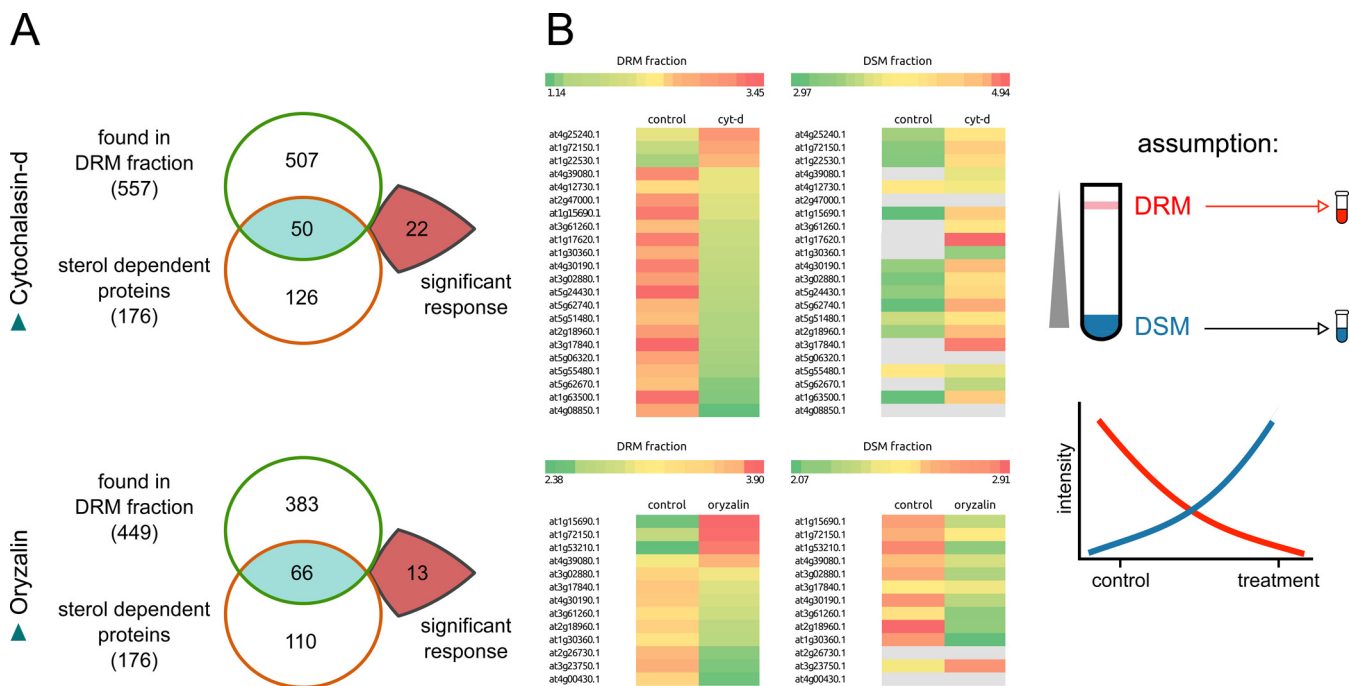 A
Cytochalasin-d
found in
DRM fraction
(557)
507
50
22
sterol dependent
proteins
(176)
126
significant
response
Oryzalin
found in
DRM fraction
(449)
383
66
13
sterol dependent
proteins
(176)
110
significant
response
B
DRM fraction
1.14 3.45
control cyt-d
at4g25240.1
at1g72150.1
at1g22530.1
at4g39080.1
at4g12730.1
at2g47000.1
at1g15690.1
at3g61260.1
at1g17620.1
at1g30360.1
at4g30190.1
at3g02880.1
at5g24430.1
at5g62740.1
at5g51480.1
at2g18960.1
at3g17840.1
at5g06320.1
at5g55480.1
at5g62670.1
at1g63500.1
at4g08850.1
DSM fraction
2.97 4.94
control cyt-d
at4g25240.1
at1g72150.1
at1g22530.1
at4g39080.1
at4g12730.1
at2g47000.1
at1g15690.1
at3g61260.1
at1g17620.1
at1g30360.1
at4g30190.1
at3g02880.1
at5g24430.1
at5g62740.1
at5g51480.1
at2g18960.1
at3g17840.1
at5g06320.1
at5g55480.1
at5g62670.1
at1g63500.1
at4g08850.1
DRM fraction
2.38 3.90
control oryzalin
at1g15690.1
at1g72150.1
at1g53210.1
at4g39080.1
at3g02880.1
at3g17840.1
at4g30190.1
at3g61260.1
at2g18960.1
at1g30360.1
at2g26730.1
at3g23750.1
at4g00430.1
DSM fraction
2.07 2.91
control oryzalin
at1g15690.1
at1g72150.1
at1g53210.1
at4g39080.1
at3g02880.1
at3g17840.1
at4g30190.1
at3g61260.1
at2g18960.1
at1g30360.1
at2g26730.1
at3g23750.1
at4g00430.1
assumption:
DRM
DSM
intensity
control treatment